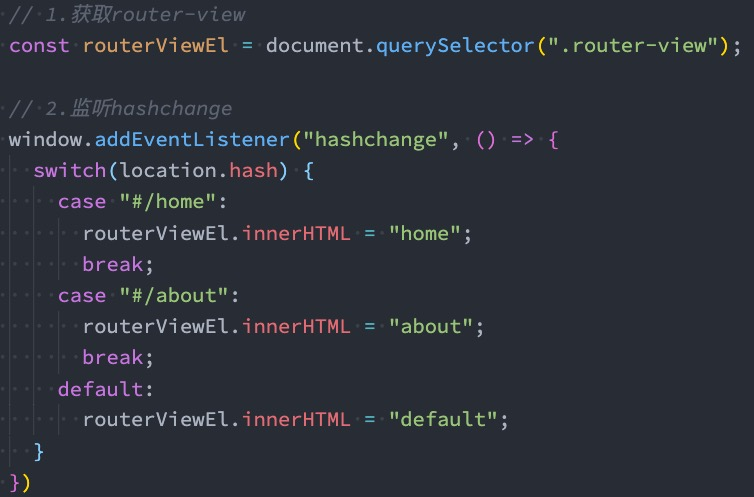 // 1.获取router-view
const routerViewEl = document.querySelector(".router-view");

// 2.监听hashchange
window.addEventListener("hashchange", () => {
  switch(location.hash) {
    case "#/home":
      routerViewEl.innerHTML = "home";
      break;
    case "#/about":
      routerViewEl.innerHTML = "about";
      break;
    default:
      routerViewEl.innerHTML = "default";
  }
})